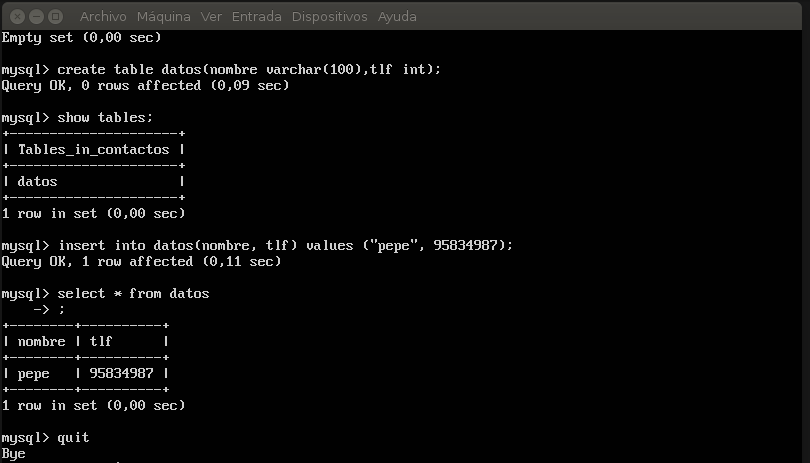 Archivo Máquina Ver Entrada Dispositivos Ayuda
Empty set (0,00 sec)
mysql> create table datos(nombre varchar(100),tlf int);
Query OK, 0 rows affected (0,09 sec)
mysql> show tables;
+---------------------+
| Tables_in_contactos |
+---------------------+
| datos               |
+---------------------+
1 row in set (0,00 sec)
mysql> insert into datos(nombre, tlf) values ("pepe", 95834987);
Query OK, 1 row affected (0,11 sec)
mysql> select * from datos
    -> ;
+--------+----------+
| nombre | tlf      |
+--------+----------+
| pepe   | 95834987 |
+--------+----------+
1 row in set (0,00 sec)
mysql> quit
Bye